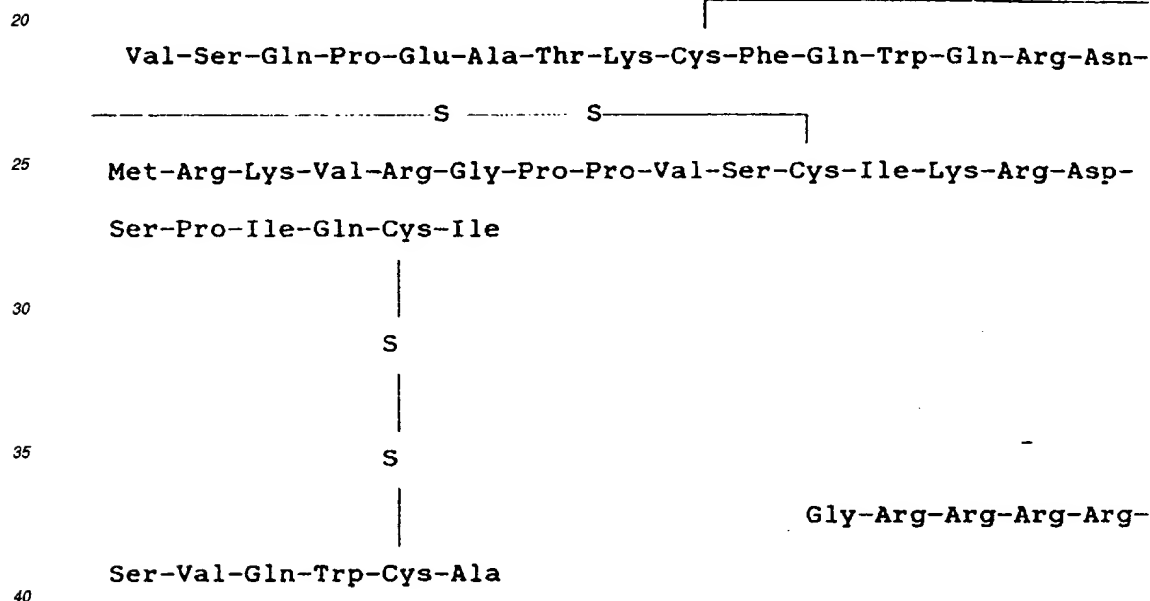 20
Val-Ser-Gln-Pro-Glu-Ala-Thr-Lys-Cys-Phe-Gln-Trp-Gln-Arg-Asn-
S S
25 Met-Arg-Lys-Val-Arg-Gly-Pro-Pro-Val-Ser-Cys-Ile-Lys-Arg-Asp-
Ser-Pro-Ile-Gln-Cys-Ile
30
S
35 S
Gly-Arg-Arg-Arg-Arg-
Ser-Val-Gln-Trp-Cys-Ala
40